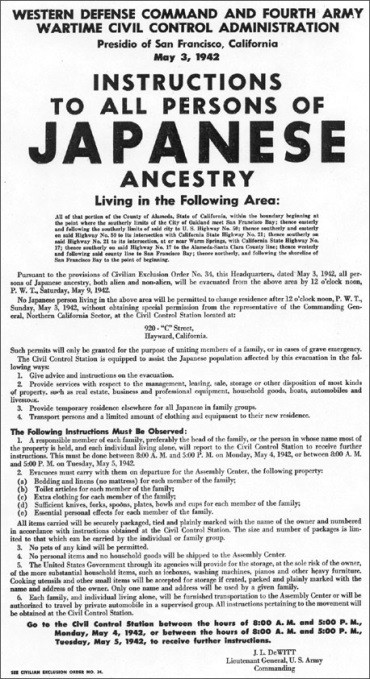 WESTERN DEFENSE COMMAND AND FOURTH ARMY
WARTIME CIVIL CONTROL ADMINISTRATION
Presidio of San Francisco, California
May 3, 1942
INSTRUCTIONS
TO ALL PERSONS OF
JAPANESE
ANCESTRY
Living in the Following Area:
All of that portion of the County of Alameda, State of California, within the boundary beginning at
the point where the southerly limits of the City of Oakland meet San Francisco Bay; thence easterly
and following the southerly limits of said city to U. S. Highway No. 50; thence southerly and easterly
on said Highway No. 50 to its intersection with California State Highway No. 21; thence southerly on
said Highway No. 21 to its intersection, at or near Warm Springs, with California State Highway No.
17; thence southerly on said Highway No. 17 to the Alameda-Santa Clara County line; thence westerly
and following said county line to San Francisco Bay; thence northerly, and following the shoreline of
San Francisco Bay to the point of beginning.
Pursuant to the provisions of Civilian Exclusion Order No. 34, this Headquarters, dated May 3, 1942, all per-
sons of Japanese ancestry, both alien and non-alien, will be evacuated from the above area by 12 o'clock noon,
P. W. T., Saturday, May 9, 1942.
No Japanese person living in the above area will be permitted to change residence after 12 o'clock noon, P. W. T.,
Sunday, May 3, 1942, without obtaining special permission from the representative of the Commanding Gen-
eral, Northern California Sector, at the Civil Control Station located at:
920 - "C" Street,
Hayward, California.
Such permits will only be granted for the purpose of uniting members of a family, or in cases of grave emergency.
The Civil Control Station is equipped to assist the Japanese population affected by this evacuation in the fol-
lowing ways:
1. Give advice and instructions on the evacuation.
2. Provide services with respect to the management, leasing, sale, storage or other disposition of most kinds
of property, such as real estate, business and professional equipment, household goods, boats, automobiles and
livestock.
3. Provide temporary residence elsewhere for all Japanese in family groups.
4. Transport persons and a limited amount of clothing and equipment to their new residence.
The Following Instructions Must Be Observed:
1. A responsible member of each family, preferably the head of the family, or the person in whose name most of
the property is held, and each individual living alone, will report to the Civil Control Station to receive further
instructions. This must be done between 8:00 A. M. and 5:00 P. M. on Monday, May 4, 1942, or between 8:00 A. M.
and 5:00 P. M. on Tuesday, May 5, 1942.
2. Evacuees must carry with them on departure for the Assembly Center, the following property:
(a) Bedding and linens (no mattress) for each member of the family;
(b) Toilet articles for each member of the family;
(c) Extra clothing for each member of the family;
(d) Sufficient knives, forks, spoons, plates, bowls and cups for each member of the family;
(e) Essential personal effects for each member of the family.
All items carried will be securely packaged, tied and plainly marked with the name of the owner and numbered
in accordance with instructions obtained at the Civil Control Station. The size and number of packages is lim-
ited to that which can be carried by the individual or family group.
3. No pets of any kind will be permitted.
4. No personal items and no household goods will be shipped to the Assembly Center.
5. The United States Government through its agencies will provide for the storage, at the sole risk of the owner,
of the more substantial household items, such as iceboxes, washing machines, pianos and other heavy furniture.
Cooking utensils and other small items will be accepted for storage if crated, packed and plainly marked with the
name and address of the owner. Only one name and address will be used by a given family.
6. Each family, and individual living alone, will be furnished transportation to the Assembly Center or will be
authorized to travel by private automobile in a supervised group. All instructions pertaining to the movement will
be obtained at the Civil Control Station.
Go to the Civil Control Station between the hours of 8:00 A. M. and 5:00 P. M.,
Monday, May 4, 1942, or between the hours of 8:00 A. M. and 5:00 P. M.,
Tuesday, May 5, 1942, to receive further instructions.
J. L. DeWITT
Lieutenant General, U. S. Army
Commanding
SEE CIVILIAN EXCLUSION ORDER NO. 34.